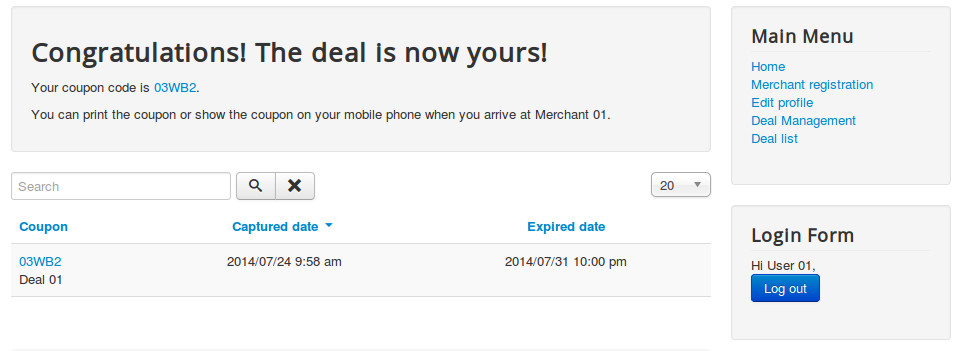 Congratulations! The deal is now yours!
Your coupon code is 03WB2.
You can print the coupon or show the coupon on your mobile phone when you arrive at Merchant 01.
Search
20
Coupon Captured date Expired date
03WB2 2014/07/24 9:58 am 2014/07/31 10:00 pm
Deal 01
Main Menu
Home
Merchant registration
Edit profile
Deal Management
Deal list
Login Form
Hi User 01,
Log out